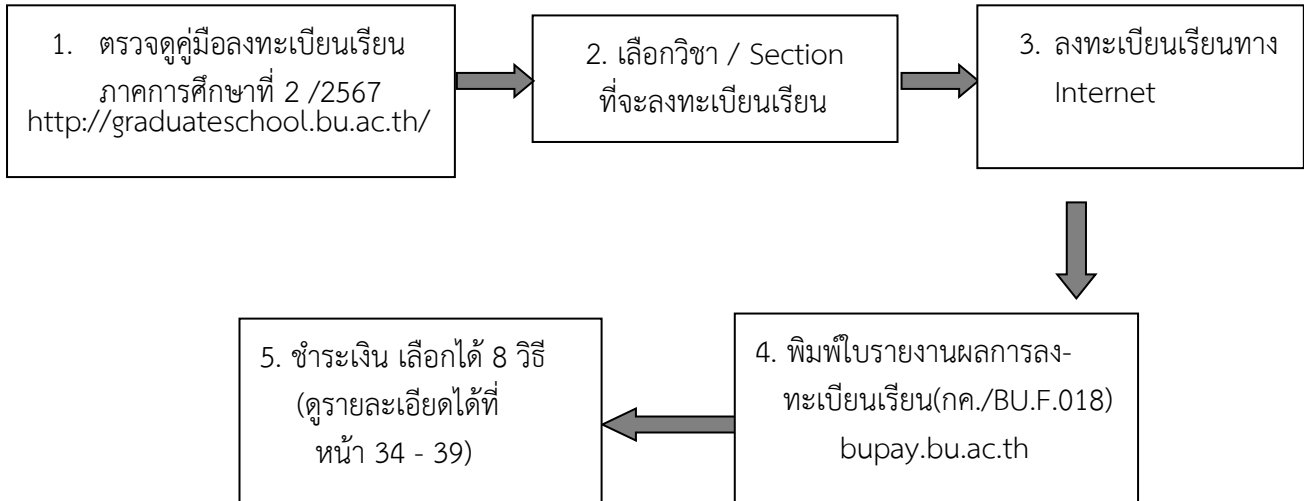 1. ตรวจดูคู่มือลงทะเบียนเรียน
ภาคการศึกษาที่ 2 /2567
http://graduateschool.bu.ac.th/
2. เลือกวิชา / Section
ที่จะลงทะเบียนเรียน
3. ลงทะเบียนเรียนทาง
Internet
4. พิมพ์ใบรายงานผลการลง-
ทะเบียนเรียน(กค./BU.F.018)
bupay.bu.ac.th
5. ชำระเงิน เลือกได้ 8 วิธี
(ดูรายละเอียดได้ที่
หน้า 34 - 39)